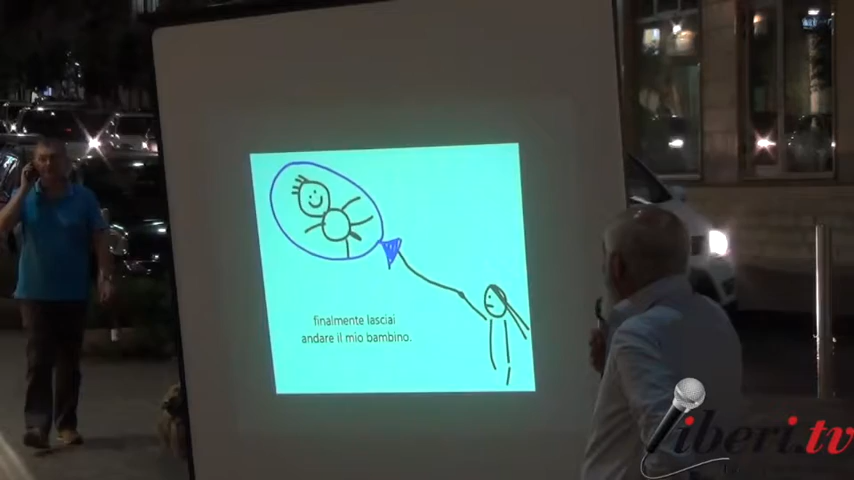 finalmente lasciai
andare il mio bambino.
liberi.tv